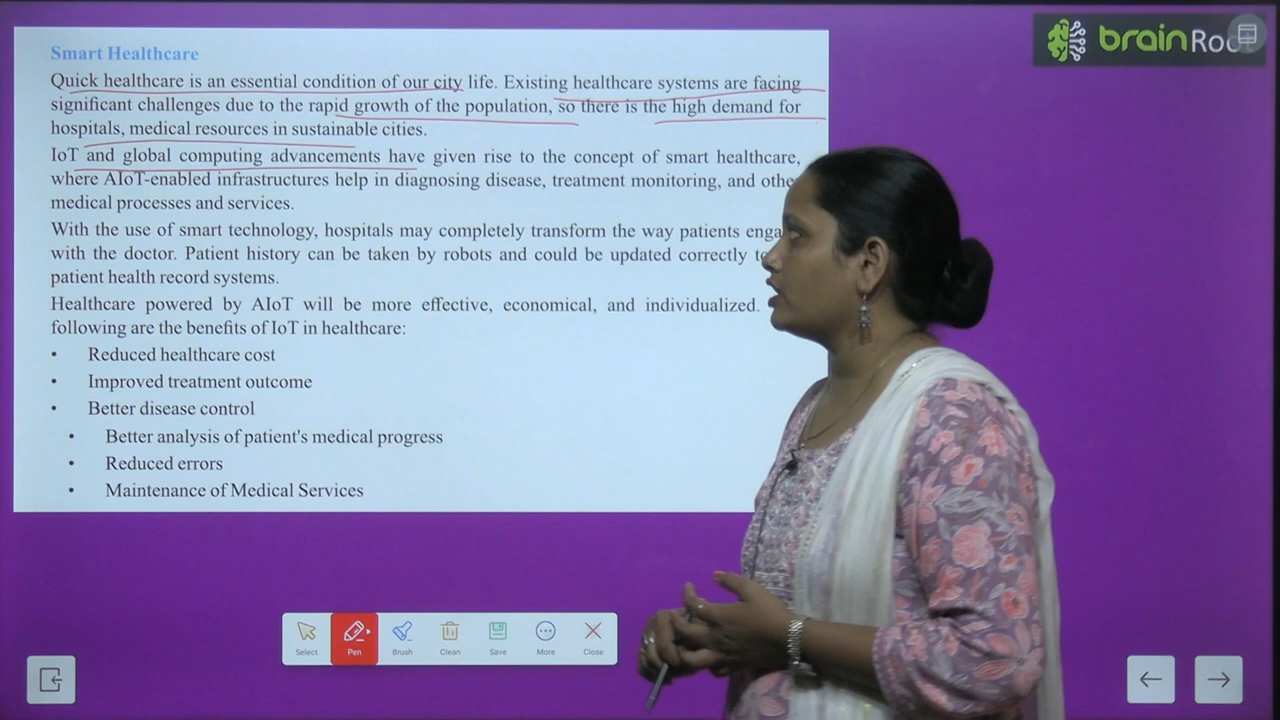 Smart Healthcare
Quick healthcare is an essential condition of our city life. Existing healthcare systems are facing
significant challenges due to the rapid growth of the population, so there is the high demand for
hospitals, medical resources in sustainable cities.
IoT and global computing advancements have given rise to the concept of smart healthcare,
where AIoT-enabled infrastructures help in diagnosing disease, treatment monitoring, and othe
medical processes and services.
With the use of smart technology, hospitals may completely transform the way patients enga
with the doctor. Patient history can be taken by robots and could be updated correctly to
patient health record systems.
Healthcare powered by AIoT will be more effective, economical, and individualized.
following are the benefits of IoT in healthcare:
• Reduced healthcare cost
• Improved treatment outcome
• Better disease control
• Better analysis of patient's medical progress
• Reduced errors
• Maintenance of Medical Services
brain Roo
Select Pen Brush Clean Save More Close